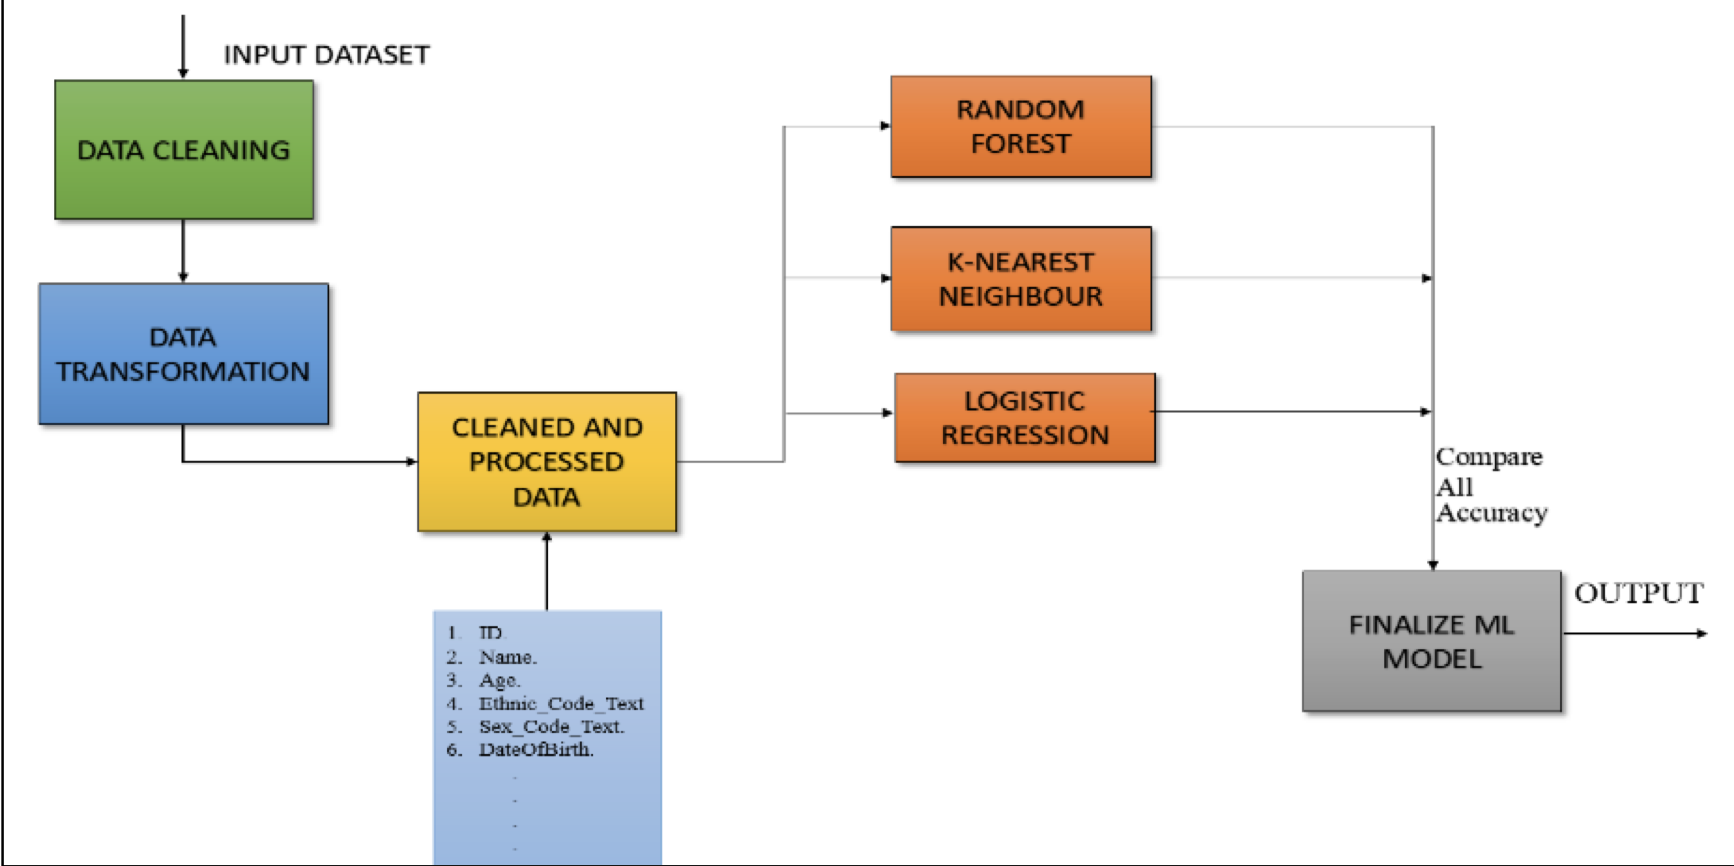 INPUT DATASET
DATA CLEANING
DATA
TRANSFORMATION
CLEANED AND
PROCESSED
DATA
1. ID.
2. Name.
3. Age.
4. Ethnic_Code_Text
5. Sex_Code_Text.
6. DateOfBirth.
.
.
.
.
RANDOM
FOREST
K-NEAREST
NEIGHBOUR
LOGISTIC
REGRESSION
Compare
All
Accuracy
FINALIZE ML
MODEL
OUTPUT